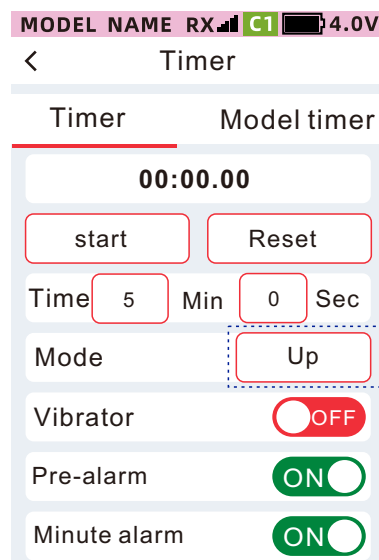 MODEL NAME RX C1 4.0V
< Timer
Timer Model timer
00:00.00
start Reset
Time 5 Min 0 Sec
Mode Up
Vibrator OFF
Pre-alarm ON
Minute alarm ON